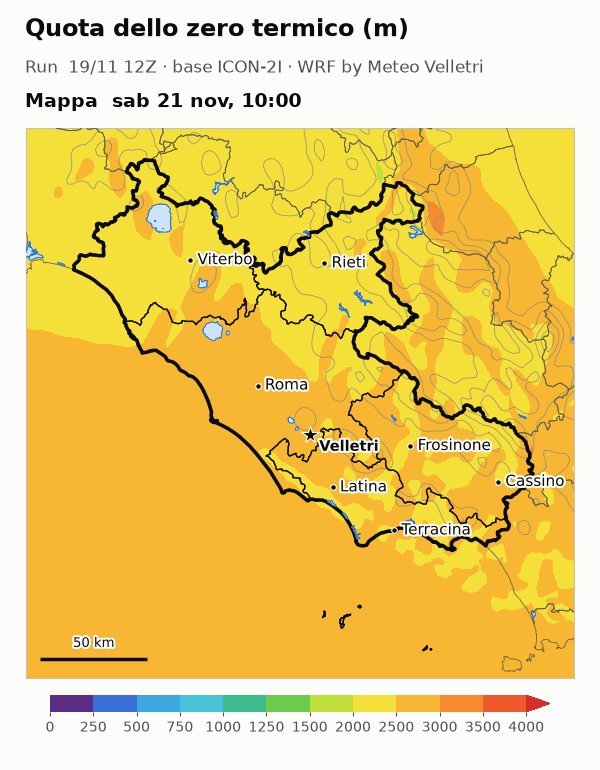 Quota dello zero termico (m)
Run  19/11 12Z · base ICON-2I · WRF by Meteo Velletri
Mappa  sab 21 nov, 10:00
Viterbo
Rieti
Roma
Velletri
Frosinone
Latina
Cassino
Terracina
50 km
0 250 500 750 1000 1250 1500 2000 2500 3000 3500 4000